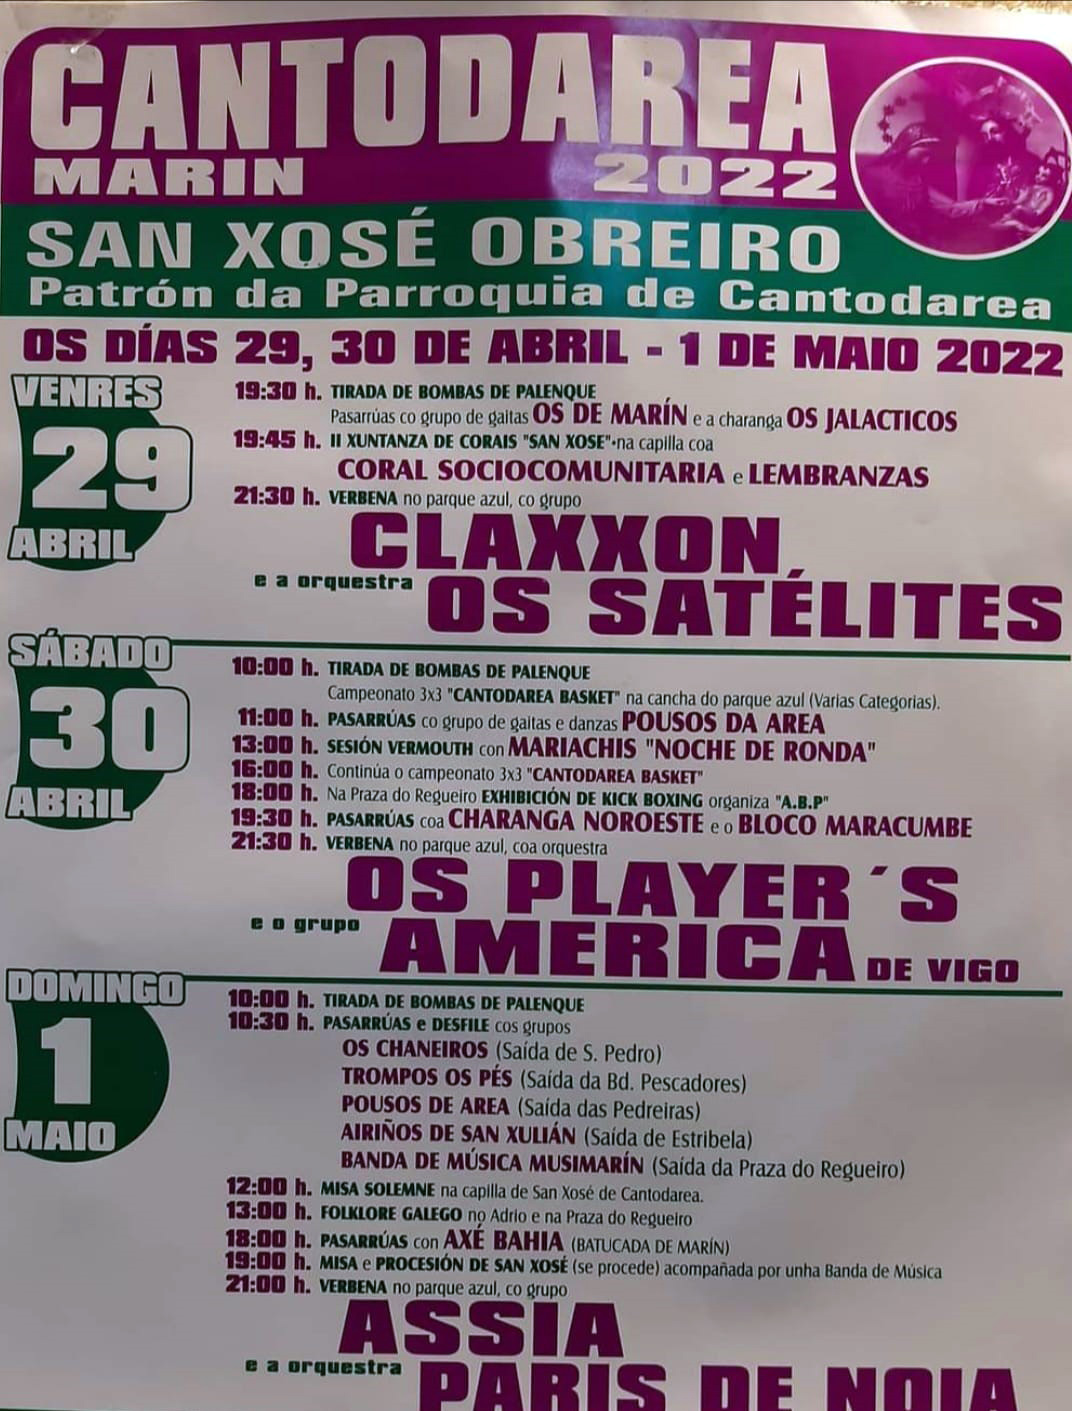 CANTODAREA
MARIN 2022
SAN XOSÉ OBREIRO
Patrón da Parroquia de Cantodarea
OS DÍAS 29, 30 DE ABRIL - 1 DE MAIO 2022
VENRES
29
ABRIL
19:30 h. TIRADA DE BOMBAS DE PALENQUE
Pasarrúas co grupo de gaitas OS DE MARÍN e a charanga OS JALACTICOS
19:45 h. II XUNTANZA DE CORAIS "SAN XOSE"·na capilla coa
CORAL SOCIOCOMUNITARIA e LEMBRANZAS
21:30 h. VERBENA no parque azul, co grupo
CLAXXON
e a orquestra OS SATÉLITES
SÁBADO
30
ABRIL
10:00 h. TIRADA DE BOMBAS DE PALENQUE
Campeonato 3x3 "CANTODAREA BASKET" na cancha do parque azul (Varias Categorias).
11:00 h. PASARRÚAS co grupo de gaitas e danzas POUSOS DA AREA
13:00 h. SESIÓN VERMOUTH con MARIACHIS "NOCHE DE RONDA"
16:00 h. Continúa o campeonato 3x3 "CANTODAREA BASKET"
18:00 h. Na Praza do Regueiro EXHIBICIÓN DE KICK BOXING organiza "A.B.P"
19:30 h. PASARRÚAS coa CHARANGA NOROESTE e o BLOCO MARACUMBE
21:30 h. VERBENA no parque azul, coa orquestra
OS PLAYER´S
e o grupo AMERICA DE VIGO
DOMINGO
1
MAIO
10:00 h. TIRADA DE BOMBAS DE PALENQUE
10:30 h. PASARRÚAS e DESFILE cos grupos
OS CHANEIROS (Saída de S. Pedro)
TROMPOS OS PÉS (Saída da Bd. Pescadores)
POUSOS DE AREA (Saída das Pedreiras)
AIRIÑOS DE SAN XULIÁN (Saída de Estribela)
BANDA DE MÚSICA MUSIMARÍN (Saída da Praza do Regueiro)
12:00 h. MISA SOLEMNE na capilla de San Xosé de Cantodarea.
13:00 h. FOLKLORE GALEGO no Adrio e na Praza do Regueiro
18:00 h. PASARRÚAS con AXÉ BAHIA (BATUCADA DE MARÍN)
19:00 h. MISA e PROCESIÓN DE SAN XOSÉ (se procede) acompañada por unha Banda de Música
21:00 h. VERBENA no parque azul, co grupo
ASSIA
e a orquestra PARIS DE NOIA